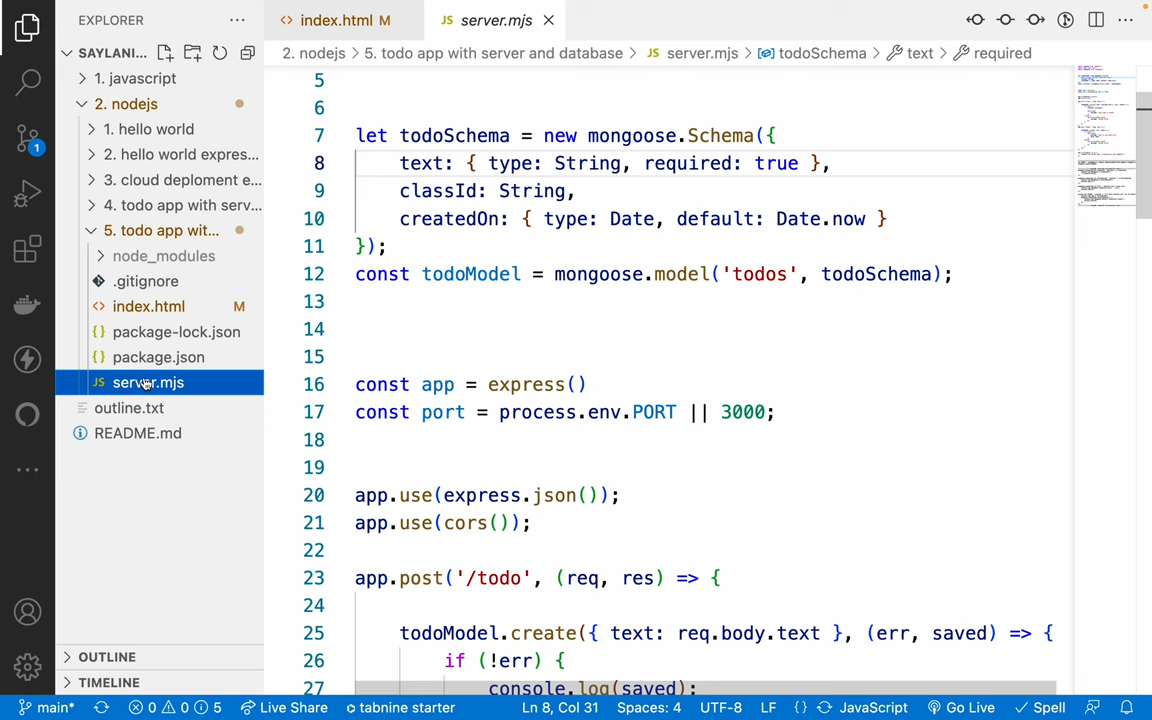 EXPLORER
SAYLANI...
1. javascript
2. nodejs
1. hello world
2. hello world expres...
3. cloud deploment e...
4. todo app with serv...
5. todo app wit...
node_modules
.gitignore
index.html M
package-lock.json
package.json
JS server.mjs
outline.txt
README.md
OUTLINE
TIMELINE
1
index.html M
JS server.mjs
2. nodejs > 5. todo app with server and database > JS server.mjs > todoSchema > text > required
5
6
7 let todoSchema = new mongoose.Schema({
8 text: { type: String, required: true },
9 classId: String,
10 createdOn: { type: Date, default: Date.now }
11 });
12 const todoModel = mongoose.model('todos', todoSchema);
13
14
15
16 const app = express()
17 const port = process.env.PORT || 3000;
18
19
20 app.use(express.json());
21 app.use(cors());
22
23 app.post('/todo', (req, res) => {
24
25 todoModel.create({ text: req.body.text }, (err, saved) => {
26 if (!err) {
27 console.log(saved);
main* 0 0 5 Live Share tabnine starter Ln 8, Col 31 Spaces: 4 UTF-8 LF {} JavaScript Go Live Spell